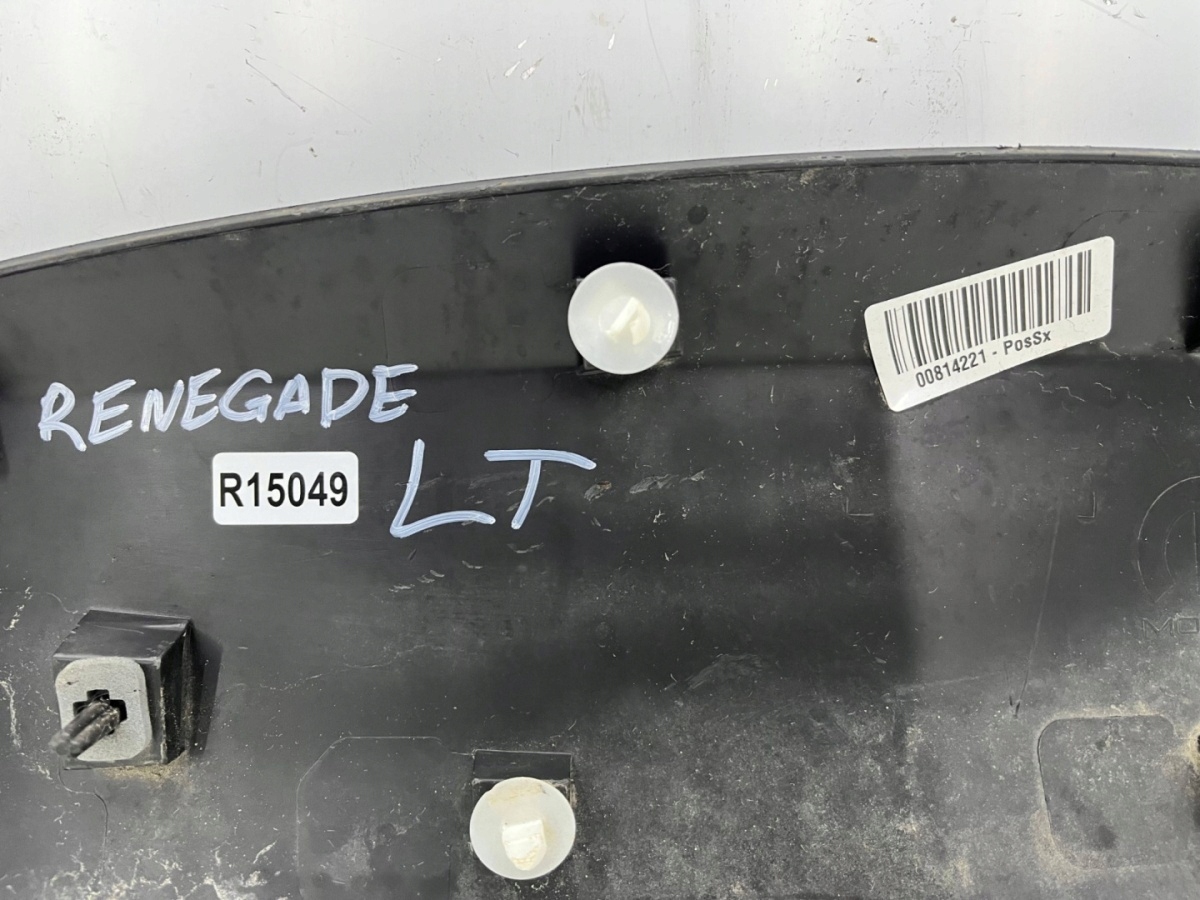 00814221 - PosSx
RENEGADE
R15049
LT